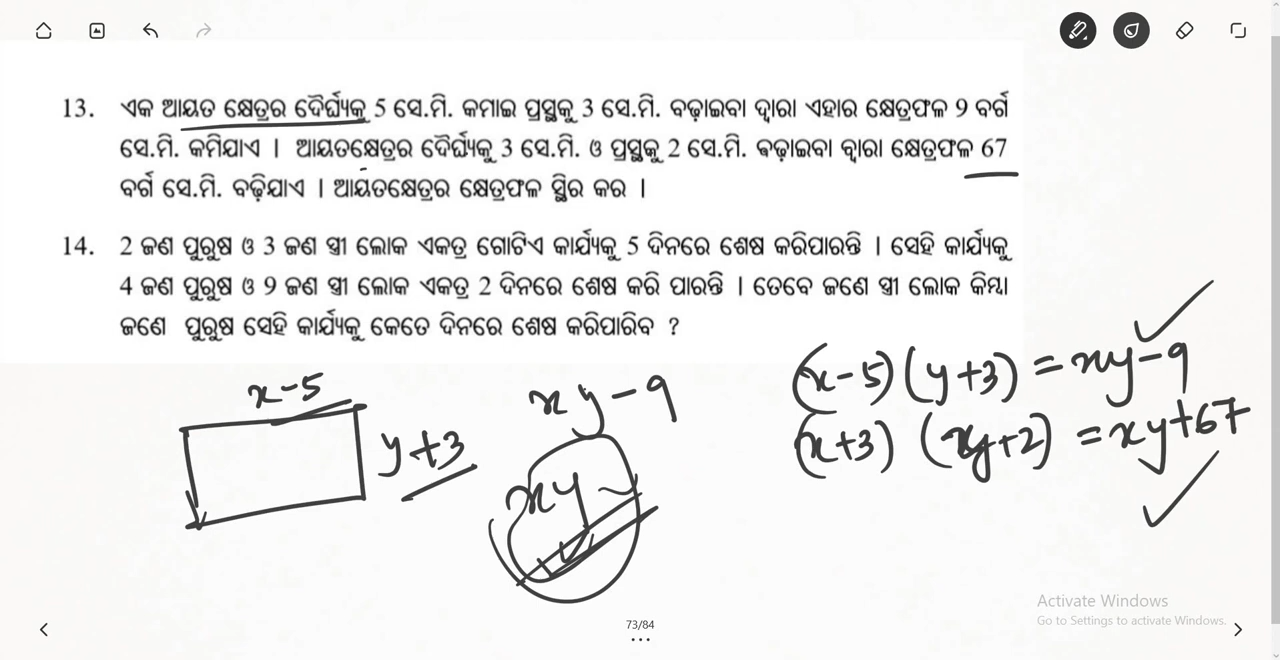 13. ଏକ ଆୟତ କ୍ଷେତ୍ରର ଦୈର୍ଘ୍ୟକୁ 5 ସେ.ମି. କମାଇ ପ୍ରସ୍ଥକୁ 3 ସେ.ମି. ବଢ଼ାଇବା ଦ୍ୱାରା ଏହାର କ୍ଷେତ୍ରଫଳ 9 ବର୍ଗ
ସେ.ମି. କମିଯାଏ । ଆୟତକ୍ଷେତ୍ରର ଦୈର୍ଘ୍ୟକୁ 3 ସେ.ମି. ଓ ପ୍ରସ୍ଥକୁ 2 ସେ.ମି. ବଢ଼ାଇବା ଦ୍ୱାରା କ୍ଷେତ୍ରଫଳ 67
ବର୍ଗ ସେ.ମି. ବଢ଼ିଯାଏ । ଆୟତକ୍ଷେତ୍ରର କ୍ଷେତ୍ରଫଳ ସ୍ଥିର କର ।
14. 2 ଜଣ ପୁରୁଷ ଓ 3 ଜଣ ସ୍ତ୍ରୀ ଲୋକ ଏକତ୍ର ଗୋଟିଏ କାର୍ଯ୍ୟକୁ 5 ଦିନରେ ଶେଷ କରିପାରନ୍ତି । ସେହି କାର୍ଯ୍ୟକୁ
4 ଜଣ ପୁରୁଷ ଓ 9 ଜଣ ସ୍ତ୍ରୀ ଲୋକ ଏକତ୍ର 2 ଦିନରେ ଶେଷ କରି ପାରନ୍ତି । ତେବେ ଜଣେ ସ୍ତ୍ରୀ ଲୋକ କିମ୍ବା
ଜଣେ ପୁରୁଷ ସେହି କାର୍ଯ୍ୟକୁ କେତେ ଦିନରେ ଶେଷ କରିପାରିବ ?
(x-5)(y+3) = xy-9
x-5
xy-9
(x+3) (y+2) = xy+67
y+3
xy
Activate Windows
Go to Settings to activate Windows.
73/84